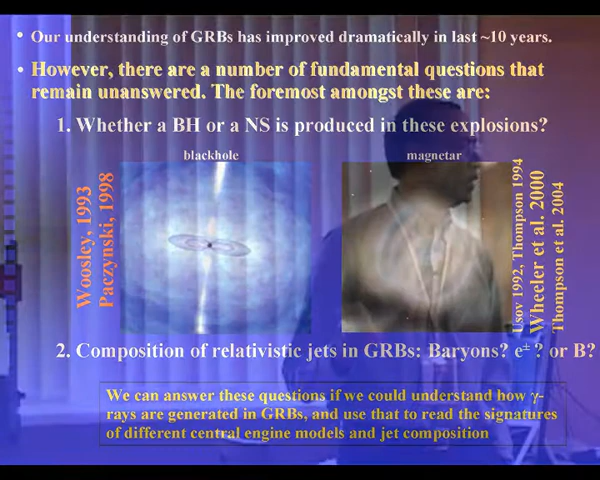 • Our understanding of GRBs has improved dramatically in last ~10 years.
• However, there are a number of fundamental questions that
remain unanswered. The foremost amongst these are:
1. Whether a BH or a NS is produced in these explosions?
blackhole
magnetar
Woosley, 1993
Paczynski, 1998
Usov 1992, Thompson 1994
Wheeler et al. 2000
Thompson et al. 2004
2. Composition of relativistic jets in GRBs: Baryons? e± ? or B?
We can answer these questions if we could understand how γ-
rays are generated in GRBs, and use that to read the signatures
of different central engine models and jet composition